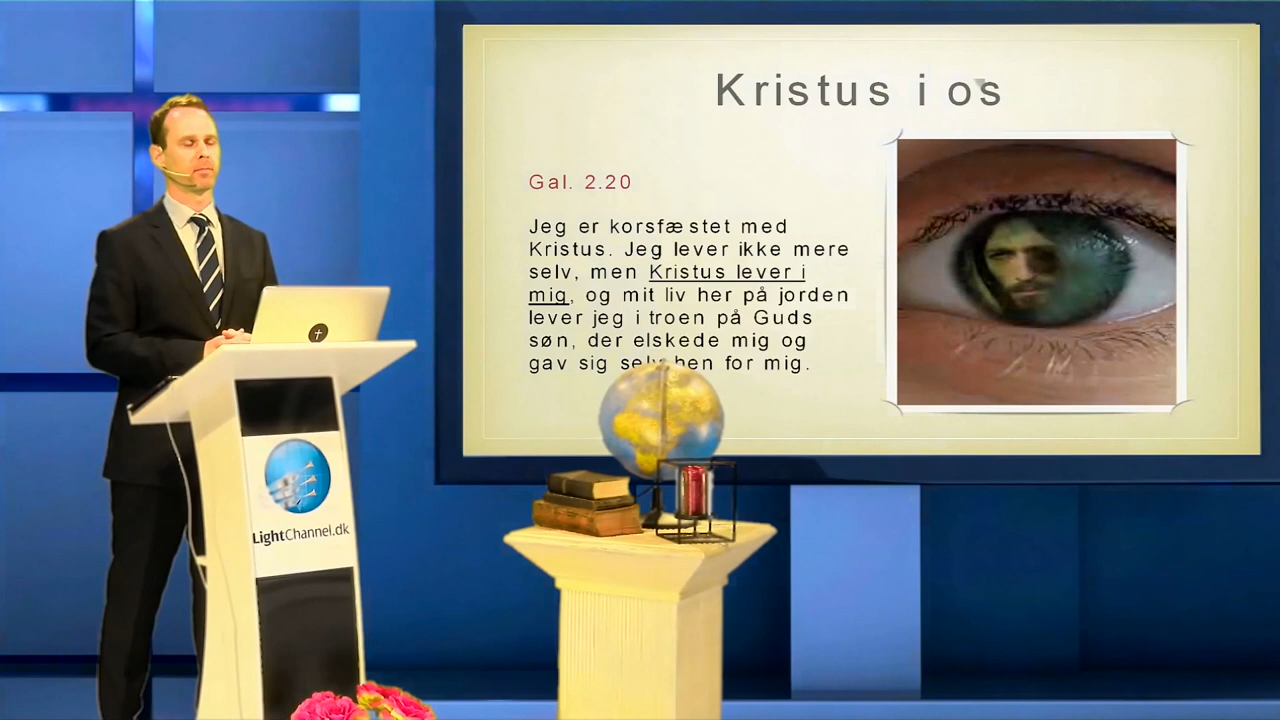 Kristus i os
Gal. 2.20
Jeg er korsfæstet med
Kristus. Jeg lever ikke mere
selv, men Kristus lever i
mig, og mit liv her på jorden
lever jeg i troen på Guds
søn, der elskede mig og
gav sig selv hen for mig.
LightChannel.dk